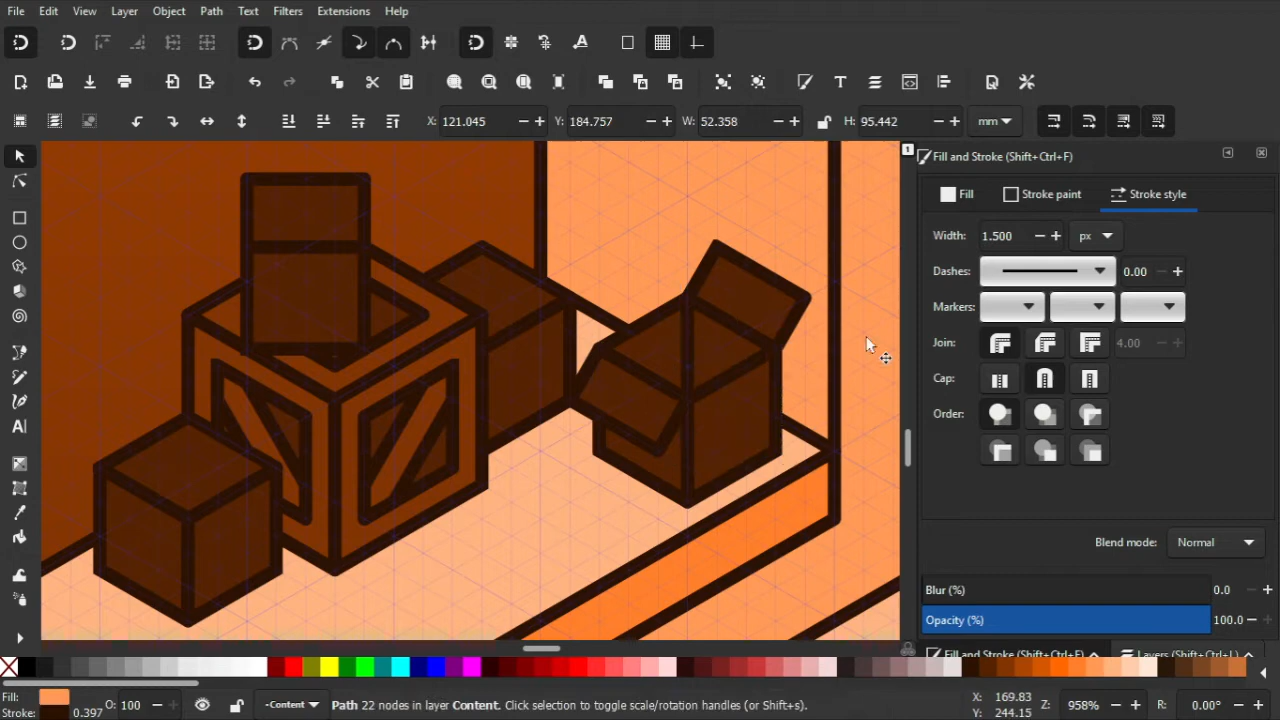 File Edit View Layer Object Path Text Filters Extensions Help
X: 121.045 Y: 184.757 W: 52.358 H: 95.442 mm
1
Fill and Stroke (Shift+Ctrl+F)
Fill Stroke paint Stroke style
Width: 1.500 px
Dashes: 0.00
Markers:
Join: 4.00
Cap:
Order:
Blend mode: Normal
Blur (%) 0.0
Opacity (%) 100.0
Fill and Stroke (Shift+Ctrl+F) Layers (Shift+Ctrl+L)
Fill: O: 100 -Content Path 22 nodes in layer Content. Click selection to toggle scale/rotation handles (or Shift+s). X: 169.83 Z: 958% R: 0.00°
Stroke: 0.397 Y: 244.15